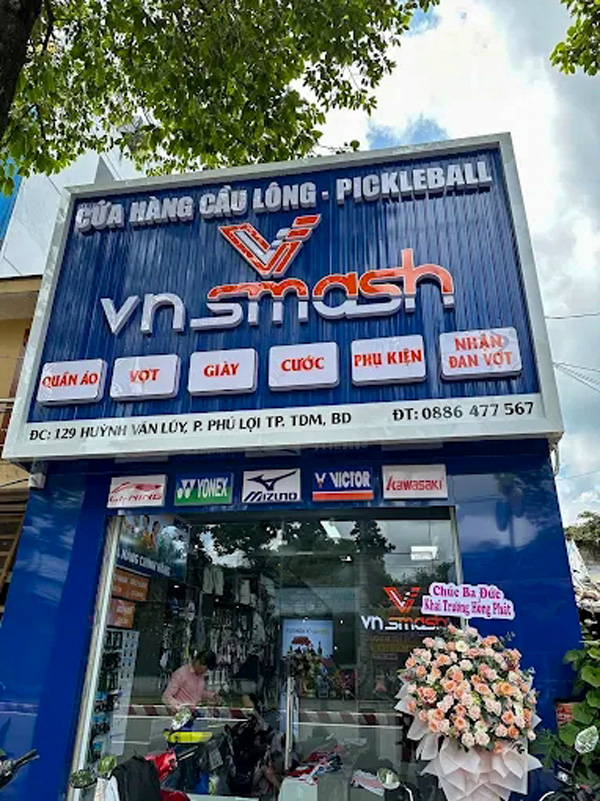 CỬA HÀNG CẦU LÔNG - PICKLEBALL
vn smash
QUẦN ÁO
VỢT
GIÀY
CƯỚC
PHỤ KIỆN
NHẬN
ĐAN VỢT
ĐC: 129 HUỲNH VĂN LŨY, P. PHÚ LỢI TP. TDM, BD ĐT: 0886 477 567
LI-NING
YONEX
MIZUNO
VICTOR
KAWASAKI
Chúc Ba Đức
Khai Trương Hồng Phát
vn smash